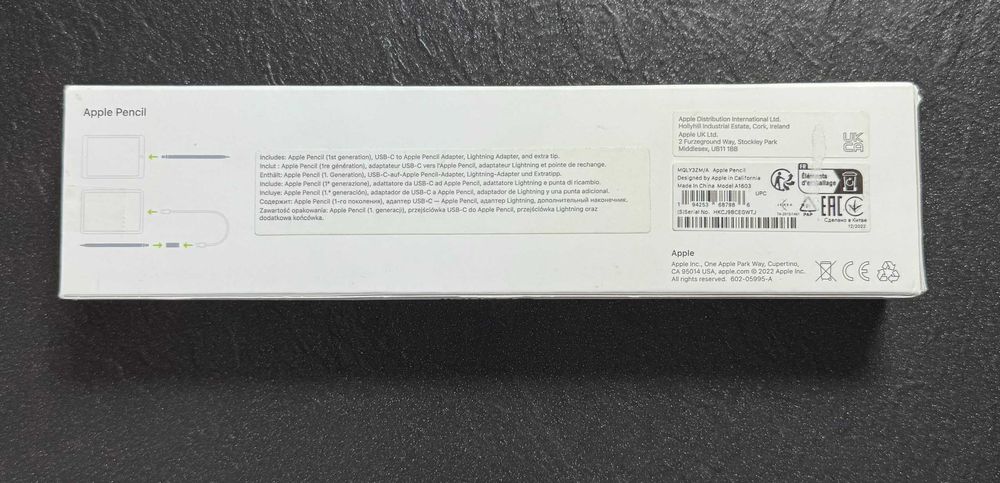 Apple Pencil
Includes: Apple Pencil (1st generation), USB-C to Apple Pencil Adapter, Lightning Adapter, and extra tip.
Inclut : Apple Pencil (1re génération), adaptateur USB-C vers l'Apple Pencil, adaptateur Lightning et pointe de rechange.
Enthält: Apple Pencil (1. Generation), USB-C-auf-Apple-Pencil-Adapter, Lightning-Adapter und Extratipp.
Include: Apple Pencil (1ª generazione), adattatore da USB-C ad Apple Pencil, adattatore Lightning e punta di ricambio.
Incluye: Apple Pencil (1.ª generación), adaptador de USB-C a Apple Pencil, adaptador de Lightning y una punta adicional.
Содержит: Apple Pencil (1-го поколения), адаптер USB-C — Apple Pencil, адаптер Lightning, дополнительный наконечник.
Zawartość opakowania: Apple Pencil (1. generacji), przejściówka USB-C do Apple Pencil, przejściówka Lightning oraz
dodatkowa końcówka.
Apple Distribution International Ltd.
Hollyhill Industrial Estate, Cork, Ireland
Apple UK Ltd.
2 Furzeground Way, Stockley Park
Middlesex, UB11 1BB
UK
CA
MQLY3ZM/A Apple Pencil
Designed by Apple in California
Made in China Model A1603
UPC
1 94253 68788 6
(S)Serial No. HKCJ9BCEGWTJ
FR
Éléments
d'emballage
PAP
EAC
Сделано в Китае
12/2022
Apple
Apple Inc., One Apple Park Way, Cupertino,
CA 95014 USA, apple.com © 2022 Apple Inc.
All rights reserved. 602-05995-A
CE